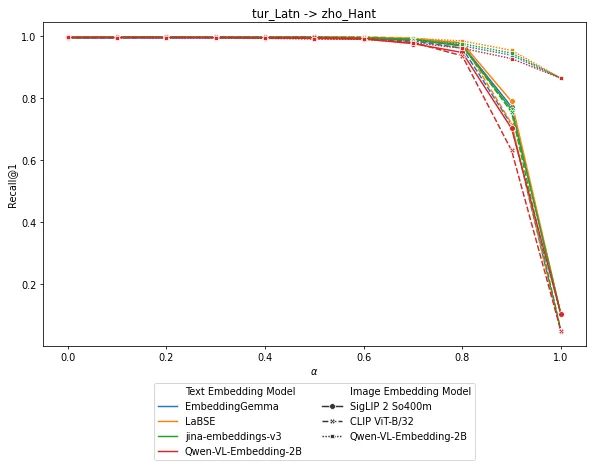 tur_Latn -> zho_Hant
Recall@1
1.0
0.8
0.6
0.4
0.2
0.0 0.2 0.4 0.6 0.8 1.0
α
Text Embedding Model Image Embedding Model
EmbeddingGemma SigLIP 2 So400m
LaBSE CLIP ViT-B/32
jina-embeddings-v3 Qwen-VL-Embedding-2B
Qwen-VL-Embedding-2B